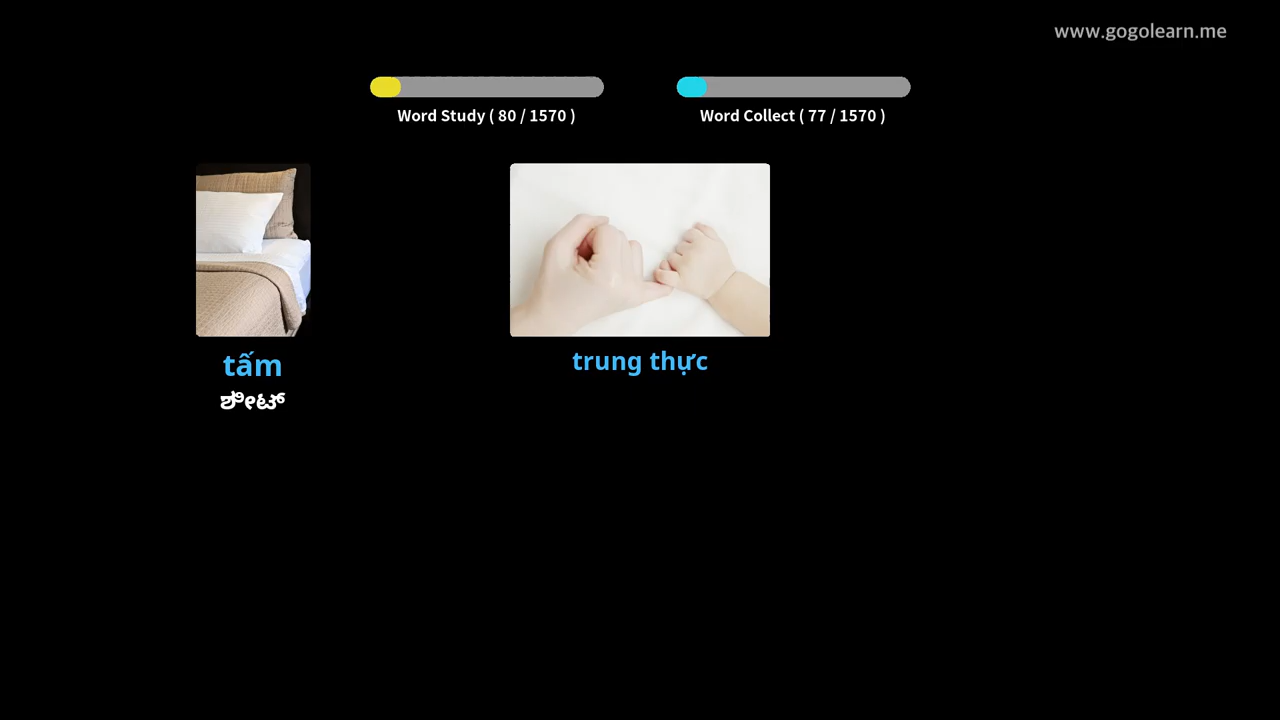 www.gogolearn.me
Word Study ( 80 / 1570 )
Word Collect ( 77 / 1570 )
tấm
ಶೀಟ್
trung thực